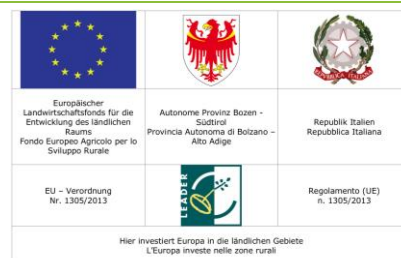 REPVBBLICA ITALIANA
Europäischer
Landwirtschaftsfonds für die
Entwicklung des ländlichen
Raums
Fondo Europeo Agricolo per lo
Sviluppo Rurale
Autonome Provinz Bozen -
Südtirol
Provincia Autonoma di Bolzano –
Alto Adige
Republik Italien
Repubblica Italiana
EU – Verordnung
Nr. 1305/2013
LEADER
Regolamento (UE)
n. 1305/2013
Hier investiert Europa in die ländlichen Gebiete
L'Europa investe nelle zone rurali